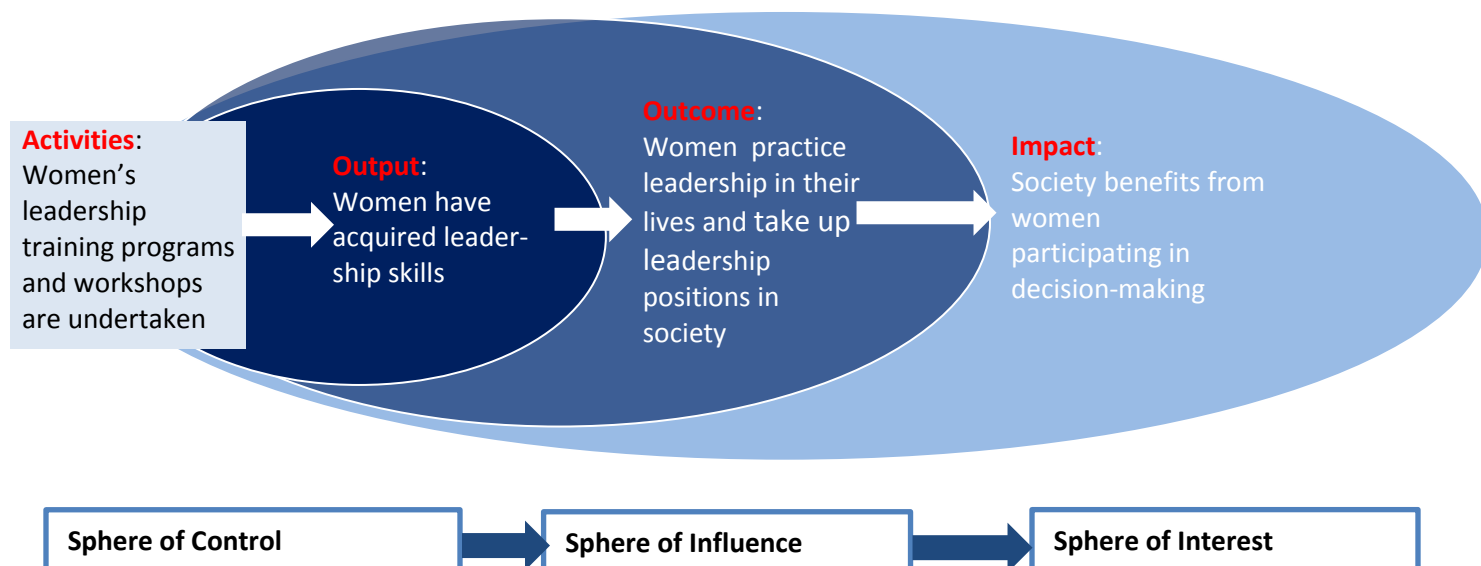 Activities:
Women’s
leadership
training programs
and workshops
are undertaken
Output:
Women have
acquired leader-
ship skills
Outcome:
Women practice
leadership in their
lives and take up
leadership
positions in
society
Impact:
Society benefits from
women
participating in
decision-making
Sphere of Control
Sphere of Influence
Sphere of Interest